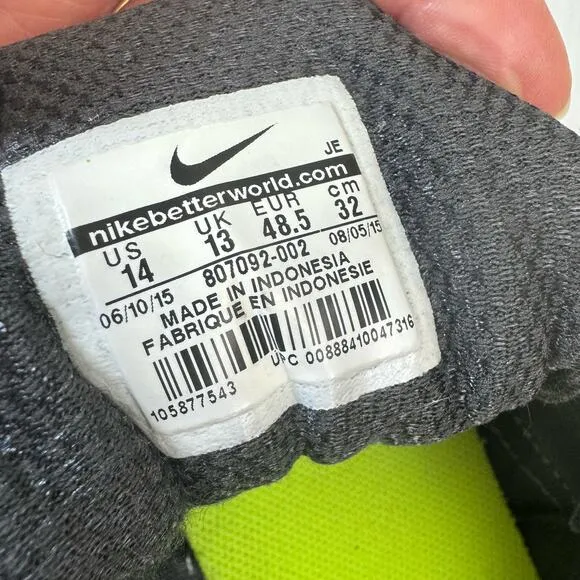 JE
nikebetterworld.com
US UK EUR cm
14 13 48.5 32
807092-002
06/10/15 08/05/15
MADE IN INDONESIA
FABRIQUE EN INDONESIE
105877543 UPC 00888410047316